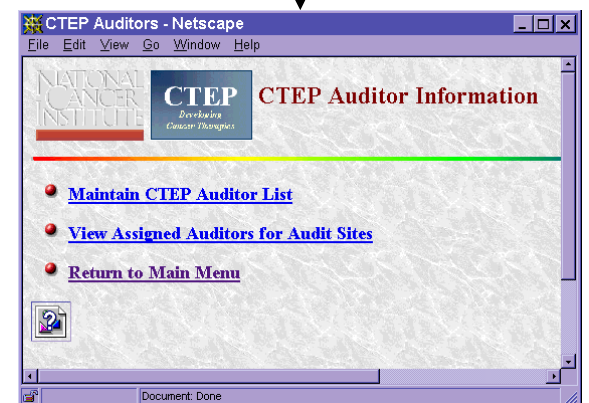 CTEP Auditors - Netscape
File Edit View Go Window Help
NATIONAL
CANCER
INSTITUTE
CTEP
Developing
Cancer Therapies
CTEP Auditor Information
Maintain CTEP Auditor List
View Assigned Auditors for Audit Sites
Return to Main Menu
Document: Done